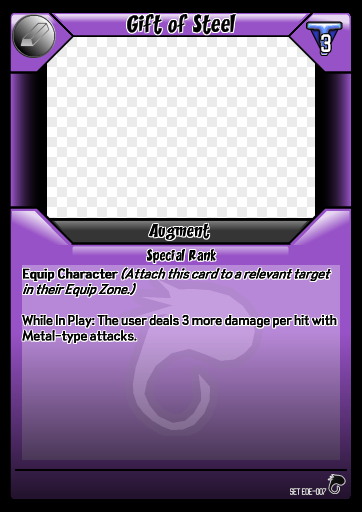 Gift of Steel
3
Augment
Special Rank
Equip Character (Attach this card to a relevant target
in their Equip Zone.)
While In Play: The user deals 3 more damage per hit with
Metal-type attacks.
SET EDE-007